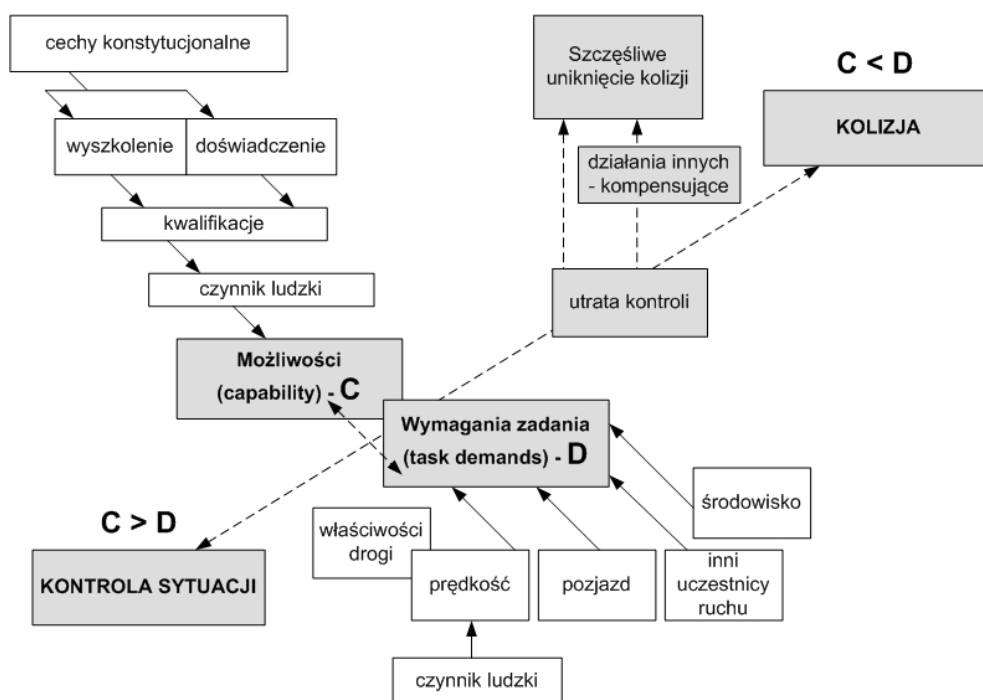 cechy konstytucjonalne
wyszkolenie
doświadczenie
kwalifikacje
czynnik ludzki
Możliwości
(capability) - C
Szczęśliwe
uniknięcie kolizji
C < D
KOLIZJA
działania innych
- kompensujące
utrata kontroli
Wymagania zadania
(task demands) - D
C > D
KONTROLA SYTUACJI
właściwości
drogi
prędkość
pozjazd
inni
uczestnicy
ruchu
środowisko
czynnik ludzki